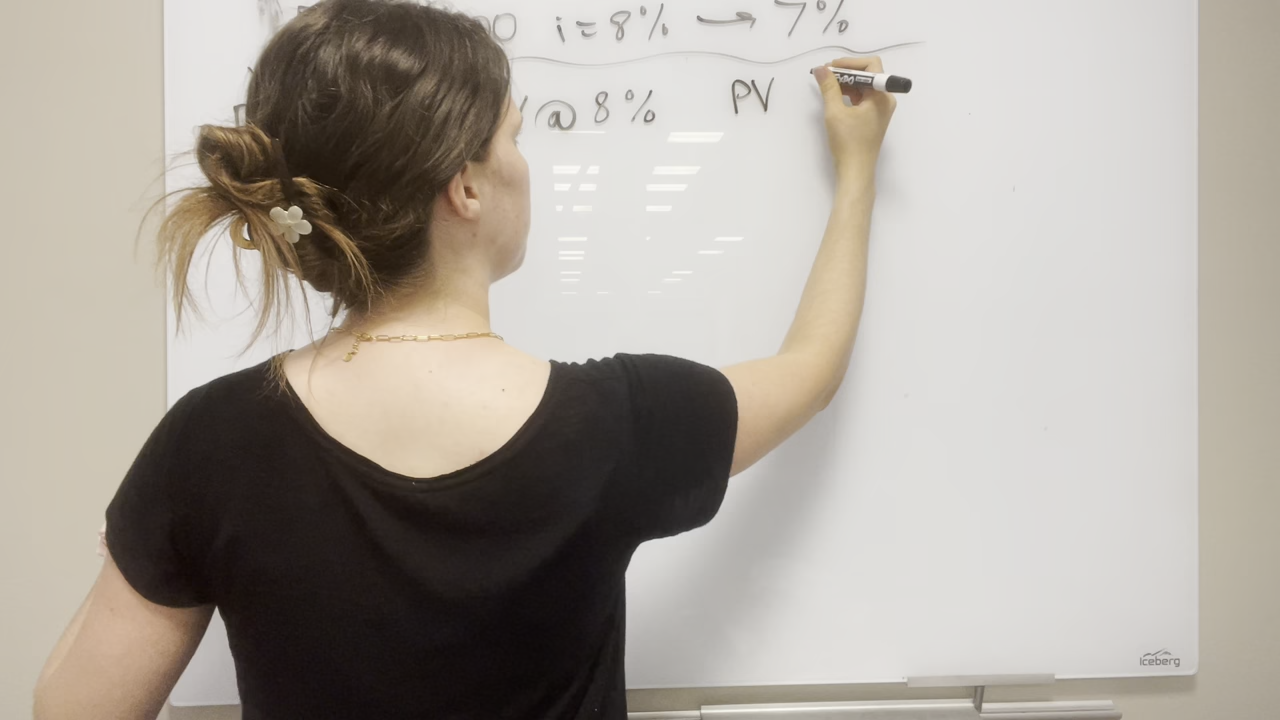 i = 8% → 7%
@ 8% PV
Iceberg